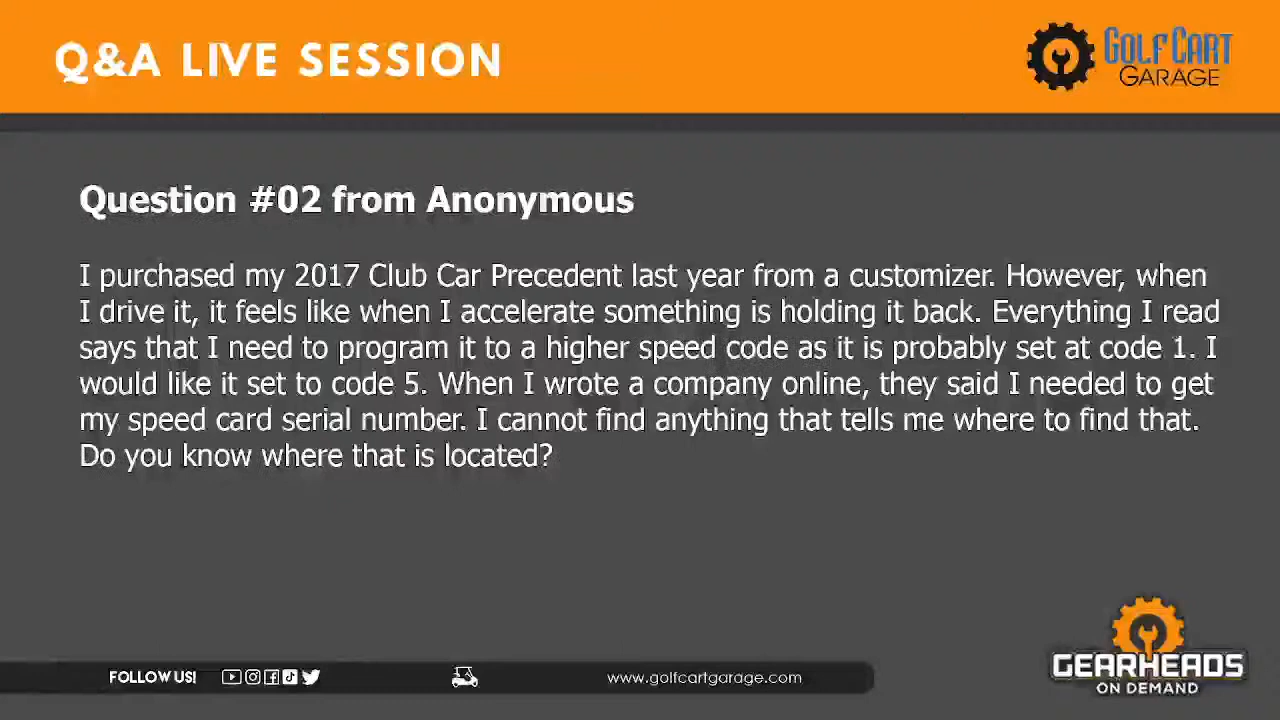 Q&A LIVE SESSION
GOLF CART
GARAGE
Question #02 from Anonymous
I purchased my 2017 Club Car Precedent last year from a customizer. However, when
I drive it, it feels like when I accelerate something is holding it back. Everything I read
says that I need to program it to a higher speed code as it is probably set at code 1. I
would like it set to code 5. When I wrote a company online, they said I needed to get
my speed card serial number. I cannot find anything that tells me where to find that.
Do you know where that is located?
FOLLOW US!
www.golfcartgarage.com
GEARHEADS
ON DEMAND